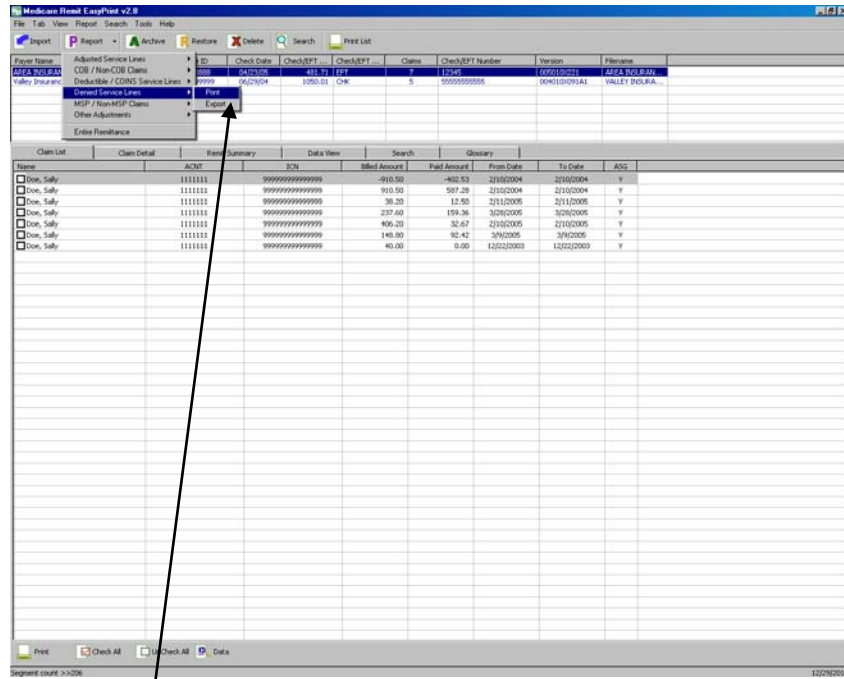 Medicare Remit EasyPrint v2.8
File Tab View Report Search Tools Help
Import Report Archive Restore Delete Search Print List
Payer Name ID Check Date Check/EFT ... Check/EFT ... Claims Check/EFT Number Version Filename
AREA INSURAN 04/23/05 481.71 EFT 7 12345 AREA INSURAN...
Valley Insuranc 06/29/04 1050.01 CHK 5 VALLEY INSURA...
Adjusted Service Lines
COB / Non-COB Claims
Deductible / COINS Service Lines
Denied Service Lines
MSP / Non-MSP Claims
Other Adjustments
Entire Remittance
Print
Export
Claim List Claim Detail Remit Summary Data View Search Glossary
Name ACNT ICN Billed Amount Paid Amount From Date To Date ASG
Doe, Sally 1111111 999999999999999 -910.50 -402.53 2/10/2004 2/10/2004 Y
Doe, Sally 1111111 999999999999999 910.50 587.28 2/10/2004 2/10/2004 Y
Doe, Sally 1111111 999999999999999 38.20 12.50 2/11/2005 2/11/2005 Y
Doe, Sally 1111111 999999999999999 237.60 159.36 3/28/2005 3/28/2005 Y
Doe, Sally 1111111 999999999999999 406.20 32.67 2/10/2005 2/10/2005 Y
Doe, Sally 1111111 999999999999999 148.80 92.42 3/9/2005 3/9/2005 Y
Doe, Sally 1111111 999999999999999 40.00 0.00 12/22/2003 12/22/2003 Y
Print Check All UnCheck All Data
Segment count >>206 12/29/201